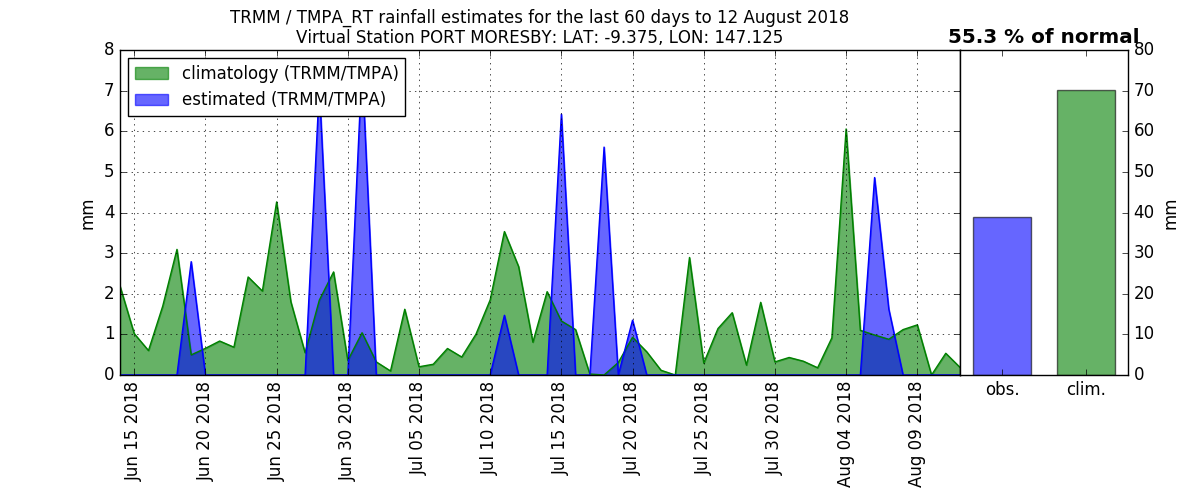 TRMM / TMPA_RT rainfall estimates for the last 60 days to 12 August 2018
Virtual Station PORT MORESBY: LAT: -9.375, LON: 147.125
55.3 % of normal
climatology (TRMM/TMPA)
estimated (TRMM/TMPA)
8
7
6
5
4
3
2
1
0
mm
Jun 15 2018
Jun 20 2018
Jun 25 2018
Jun 30 2018
Jul 05 2018
Jul 10 2018
Jul 15 2018
Jul 20 2018
Jul 25 2018
Jul 30 2018
Aug 04 2018
Aug 09 2018
80
70
60
50
40
30
20
10
0
mm
obs.
clim.